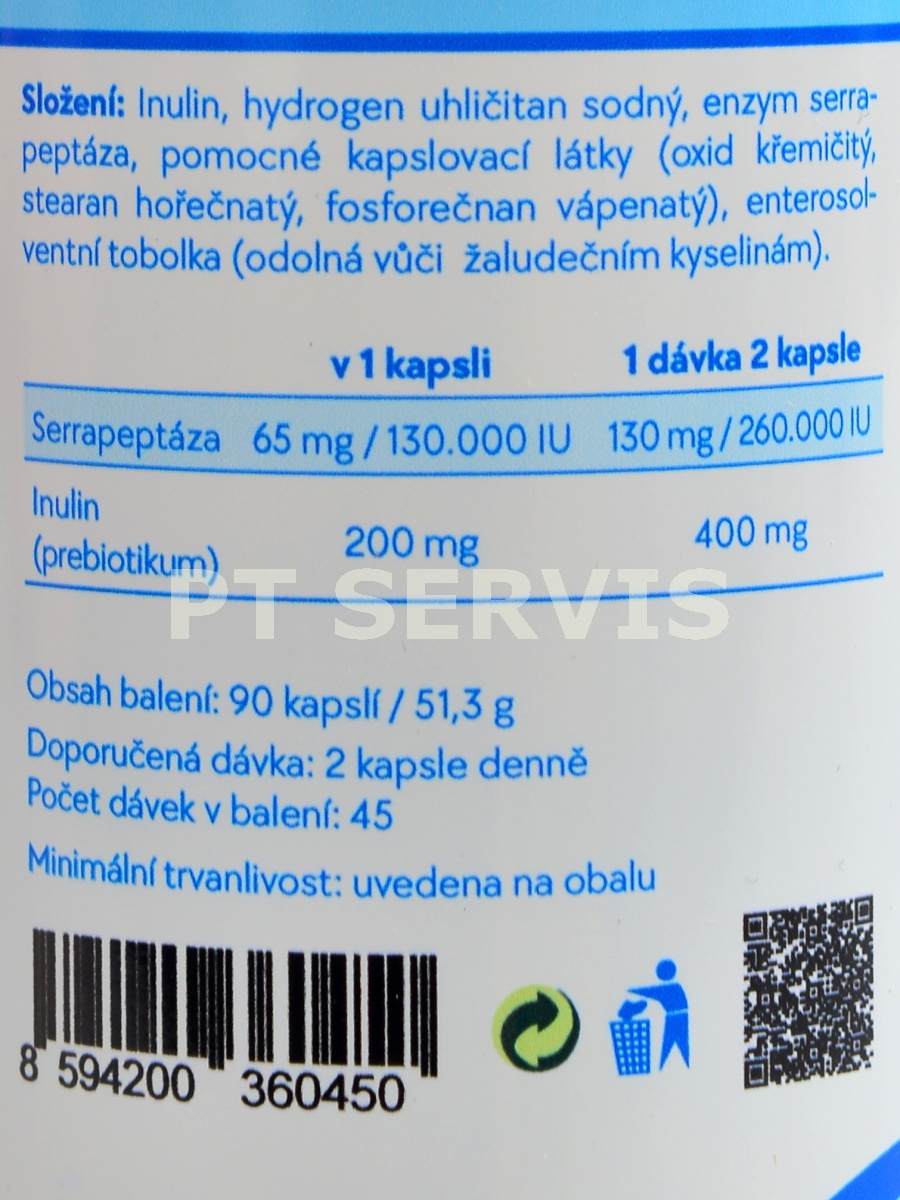 Složení: Inulin, hydrogen uhličitan sodný, enzym serra-
peptáza, pomocné kapslovací látky (oxid křemičitý,
stearan hořečnatý, fosforečnan vápenatý), enterosol-
ventní tobolka (odolná vůči žaludečním kyselinám).
v 1 kapsli 1 dávka 2 kapsle
Serrapeptáza 65 mg / 130.000 IU 130 mg / 260.000 IU
Inulin
(prebiotikum) 200 mg 400 mg
PT SERVIS
Obsah balení: 90 kapslí / 51,3 g
Doporučená dávka: 2 kapsle denně
Počet dávek v balení: 45
Minimální trvanlivost: uvedena na obalu
8 594200 360450